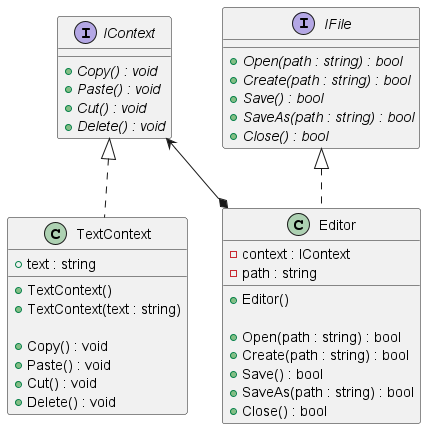 I IContext
Copy() : void
Paste() : void
Cut() : void
Delete() : void
I IFile
Open(path : string) : bool
Create(path : string) : bool
Save() : bool
SaveAs(path : string) : bool
Close() : bool
C TextContext
text : string
TextContext()
TextContext(text : string)
Copy() : void
Paste() : void
Cut() : void
Delete() : void
C Editor
context : IContext
path : string
Editor()
Open(path : string) : bool
Create(path : string) : bool
Save() : bool
SaveAs(path : string) : bool
Close() : bool